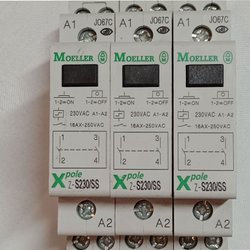 A1 JO67C A1 JO67C A1 JO67C
MOELLER MOELLER MOELLER
1-2=ON 1-2=OFF 1-2=ON 1-2=OFF 1-2=ON 1-2=OFF
230VAC A1-A2 230VAC A1-A2 230VAC A1-A2
16AX-250VAC 16AX-250VAC 16AX-250VAC
1 3 1 3 1 3
2 4 2 4 2 4
Xpole Xpole Xpole
Z-S230/SS Z-S230/SS Z-S230/SS
A2 A2 A2